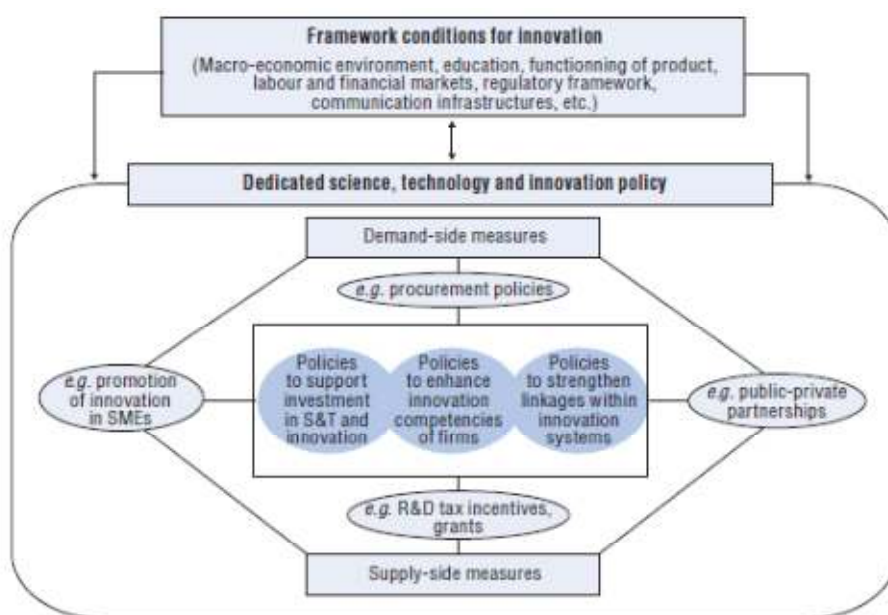 Framework conditions for innovation
(Macro-economic environment, education, functionning of product,
labour and financial markets, regulatory framework,
communication infrastructures, etc.)
Dedicated science, technology and innovation policy
Demand-side measures
e.g. procurement policies
e.g. promotion
of innovation
in SMEs
Policies
to support
investment
in S&T and
innovation
Policies
to enhance
innovation
competencies
of firms
Policies
to strengthen
linkages within
innovation
systems
e.g. public-private
partnerships
e.g. R&D tax incentives,
grants
Supply-side measures